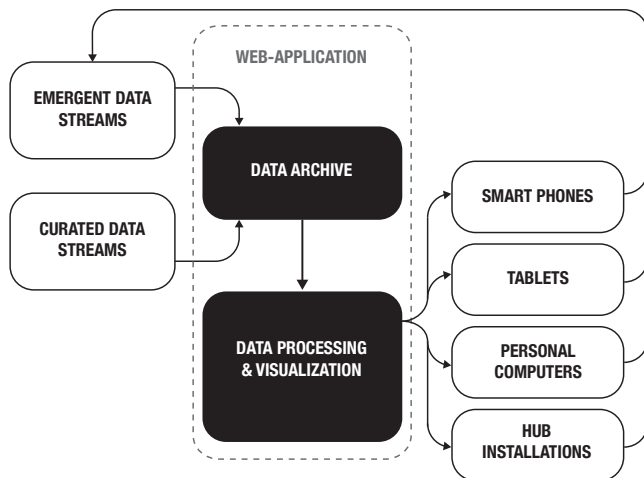 WEB-APPLICATION
EMERGENT DATA
STREAMS
DATA ARCHIVE
SMART PHONES
CURATED DATA
STREAMS
TABLETS
DATA PROCESSING
& VISUALIZATION
PERSONAL
COMPUTERS
HUB
INSTALLATIONS